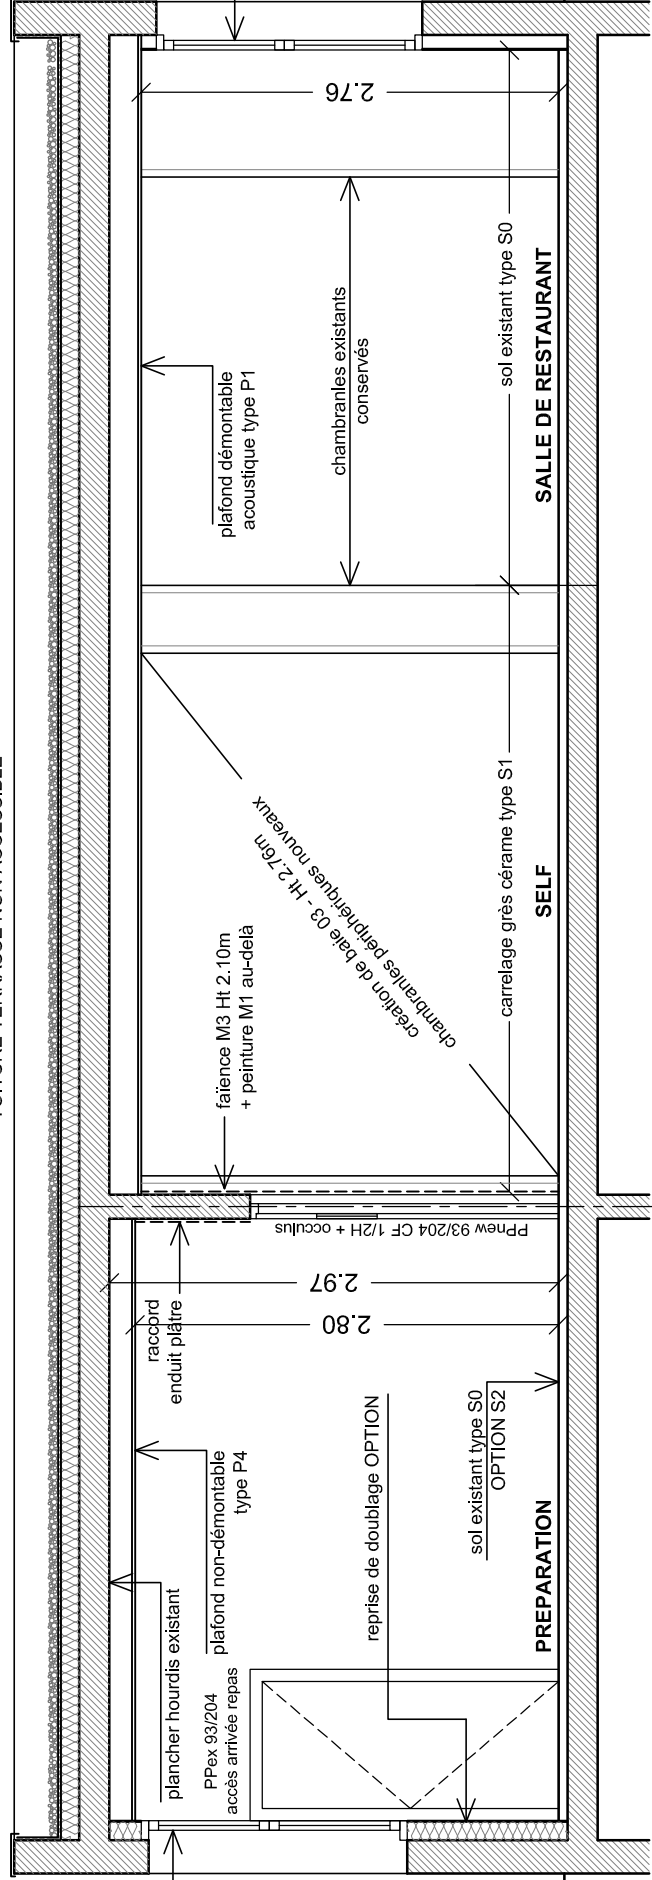 plancher hourdis existant
PPex 93/204
accès arrivée repas
plafond non-démontable
type P4
raccord
enduit plâtre
reprise de doublage OPTION
sol existant type S0
OPTION S2
PREPARATION
2.97
2.80
PPnew 93/204 CF 1/2H + occulus
faïence M3 Ht 2.10m
+ peinture M1 au-delà
création de baie 03 - Ht 2.76m
chambranles périphériques nouveaux
carrelage grès cérame type S1
SELF
plafond démontable
acoustique type P1
chambranles existants
conservés
sol existant type S0
SALLE DE RESTAURANT
2.76